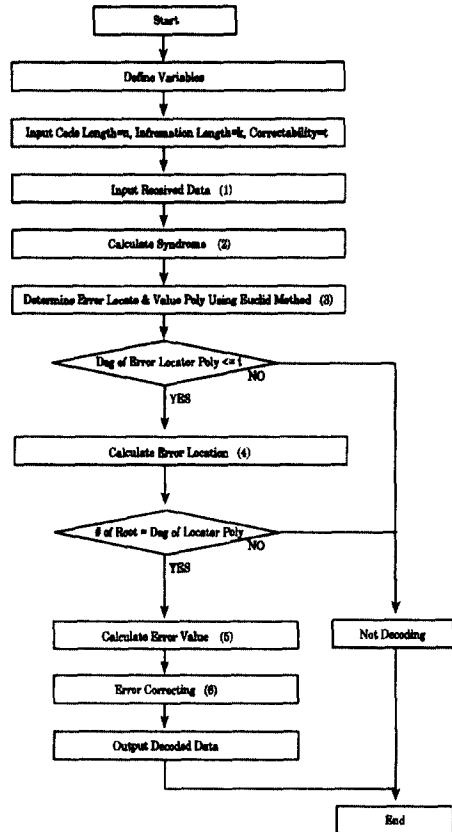 Start
Define Variables
Input Code Length=n, Infromation Length=k, Correctability=t
Input Received Data (1)
Calculate Syndrome (2)
Determine Error Locate & Value Poly Using Euclid Method (3)
Deg of Error Locator Poly <= t
NO
YES
Calculate Error Location (4)
# of Root = Deg of Locater Poly
NO
YES
Calculate Error Value (5)
Not Decoding
Error Correcting (6)
Output Decoded Data
End